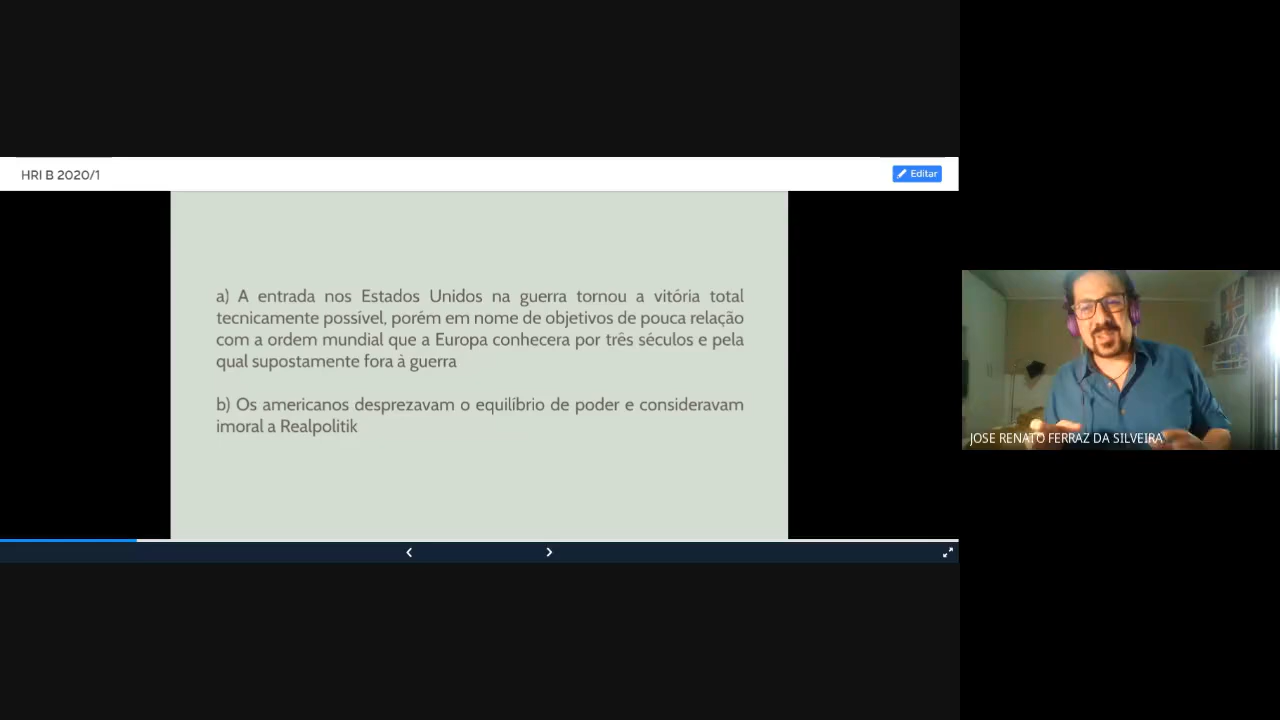 HRI B 2020/1
Editar
a) A entrada nos Estados Unidos na guerra tornou a vitória total
tecnicamente possível, porém em nome de objetivos de pouca relação
com a ordem mundial que a Europa conhecera por três séculos e pela
qual supostamente fora à guerra
b) Os americanos desprezavam o equilíbrio de poder e consideravam
imoral a Realpolitik
JOSE RENATO FERRAZ DA SILVEIRA